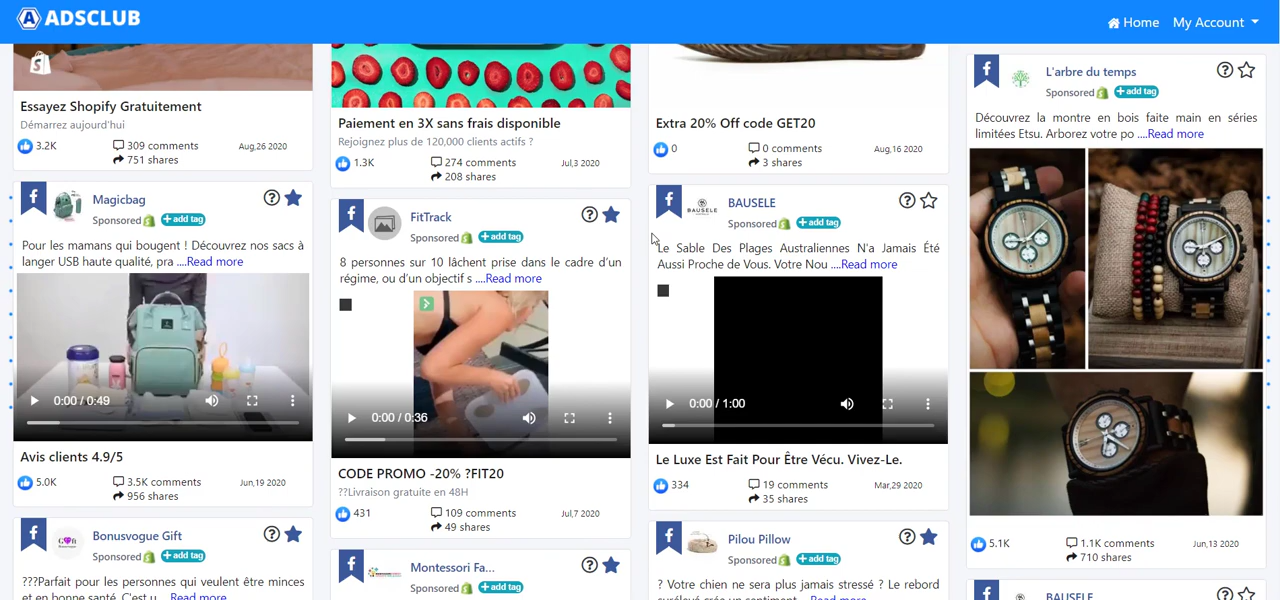 ADSCLUB
Home My Account
Essayez Shopify Gratuitement
Démarrez aujourd'hui
3.2K 309 comments Aug,26 2020
751 shares
Magicbag
Sponsored + add tag
Pour les mamans qui bougent ! Découvrez nos sacs à
langer USB haute qualité, pra ....Read more
0:00 / 0:49
Avis clients 4.9/5
5.0K 3.5K comments Jun,19 2020
956 shares
Bonusvogue Gift
Sponsored + add tag
???Parfait pour les personnes qui veulent être minces
et en bonne santé. C'est u ....Read more
Paiement en 3X sans frais disponible
Rejoignez plus de 120,000 clients actifs ?
1.3K 274 comments Jul,3 2020
208 shares
FitTrack
Sponsored + add tag
8 personnes sur 10 lâchent prise dans le cadre d'un
régime, ou d'un objectif s ....Read more
0:00 / 0:36
CODE PROMO -20% ?FIT20
??Livraison gratuite en 48H
431 109 comments Jul,7 2020
49 shares
Montessori Fa...
Sponsored + add tag
Extra 20% Off code GET20
0 0 comments Aug,16 2020
3 shares
BAUSELE
BAUSELE
Sponsored + add tag
Le Sable Des Plages Australiennes N'a Jamais Été
Aussi Proche de Vous. Votre Nou ....Read more
0:00 / 1:00
Le Luxe Est Fait Pour Être Vécu. Vivez-Le.
334 19 comments Mar,29 2020
35 shares
Pilou Pillow
Sponsored + add tag
? Votre chien ne sera plus jamais stressé ? Le rebord
surélevé crée un sentiment ....Read more
L'arbre du temps
Sponsored + add tag
Découvrez la montre en bois faite main en séries
limitées Etsu. Arborez votre po ....Read more
5.1K 1.1K comments Jun,13 2020
710 shares
BAUSELE